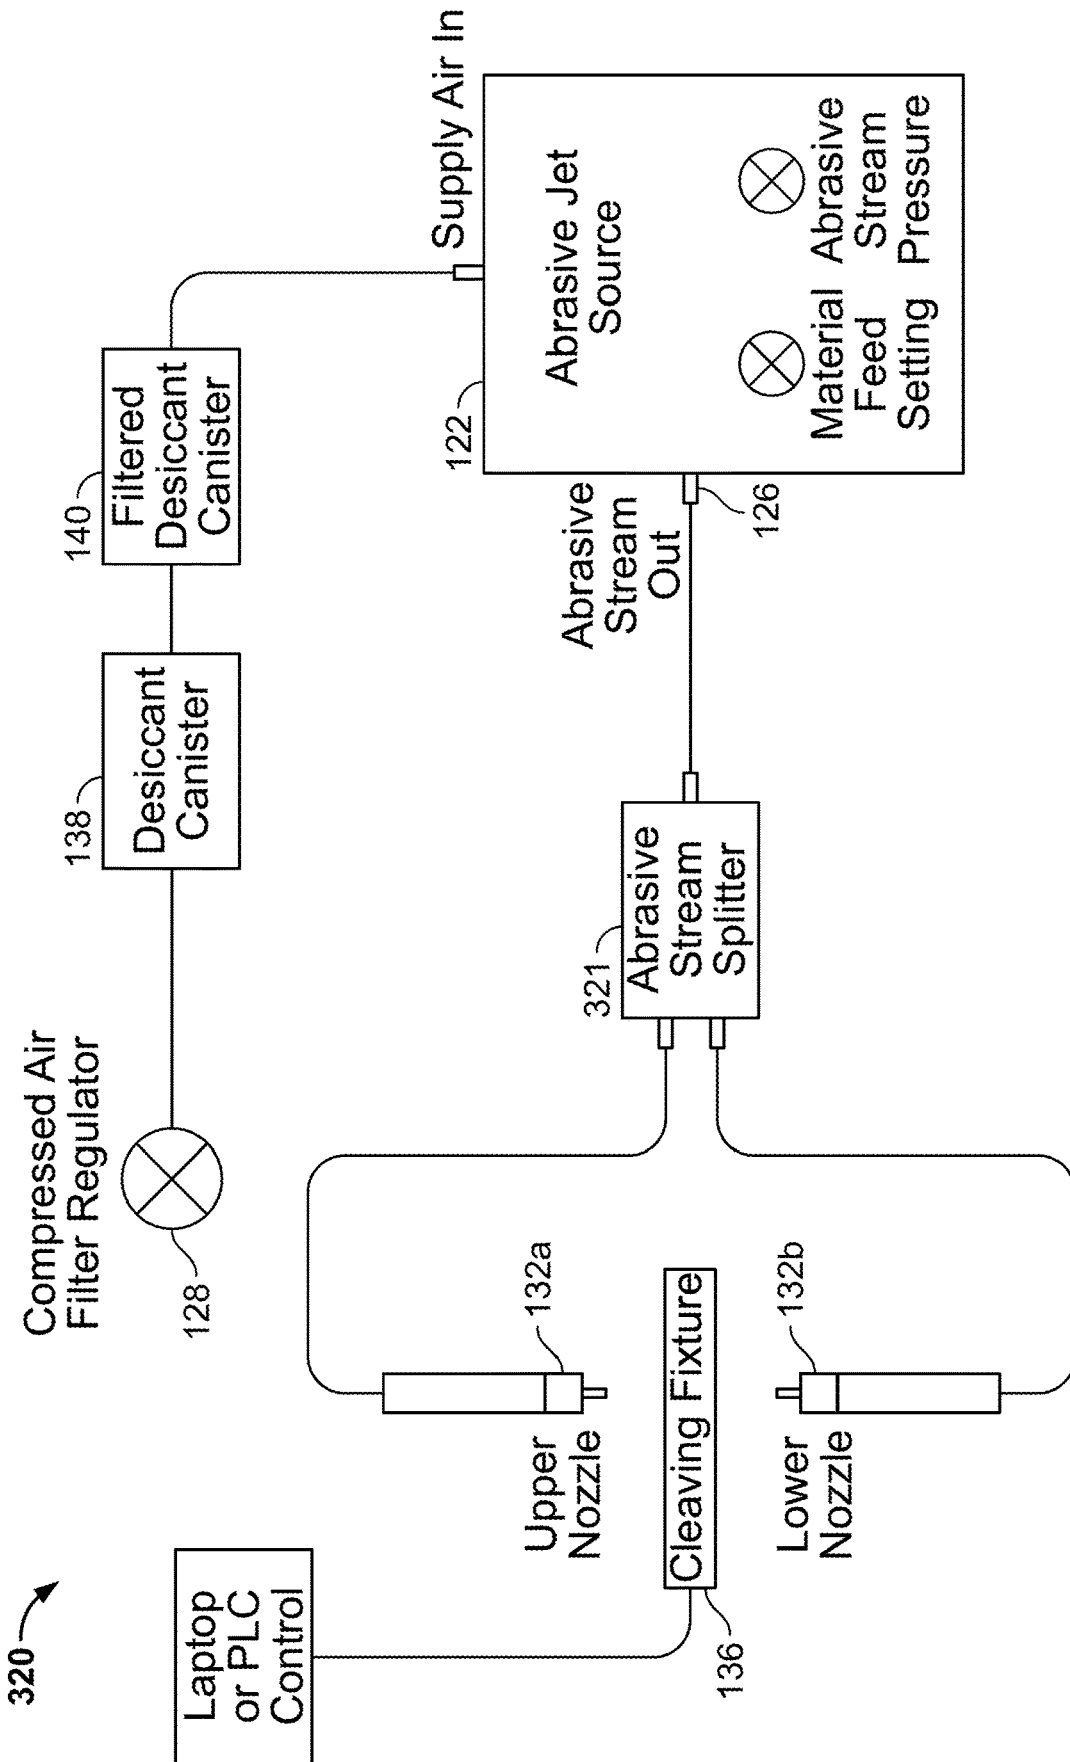 320
Laptop
or PLC
Control
Compressed Air
Filter Regulator
128
138
Desiccant
Canister
140
Filtered
Desiccant
Canister
Supply Air In
122
Abrasive Jet
Source
Material
Feed
Setting
Abrasive
Stream
Pressure
Abrasive
Stream
Out
126
321
Abrasive
Stream
Splitter
Upper
Nozzle
132a
Cleaving Fixture
136
Lower
Nozzle
132b